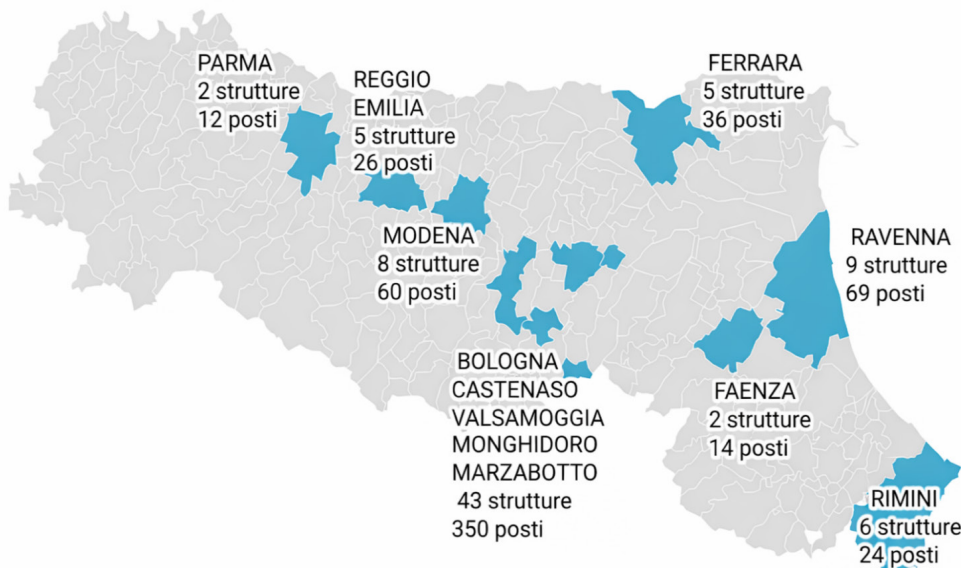 PARMA
2 strutture
12 posti
REGGIO
EMILIA
5 strutture
26 posti
FERRARA
5 strutture
36 posti
MODENA
8 strutture
60 posti
RAVENNA
9 strutture
69 posti
BOLOGNA
CASTENASO
VALSAMOGGIA
MONGHIDORO
MARZABOTTO
43 strutture
350 posti
FAENZA
2 strutture
14 posti
RIMINI
6 strutture
24 posti